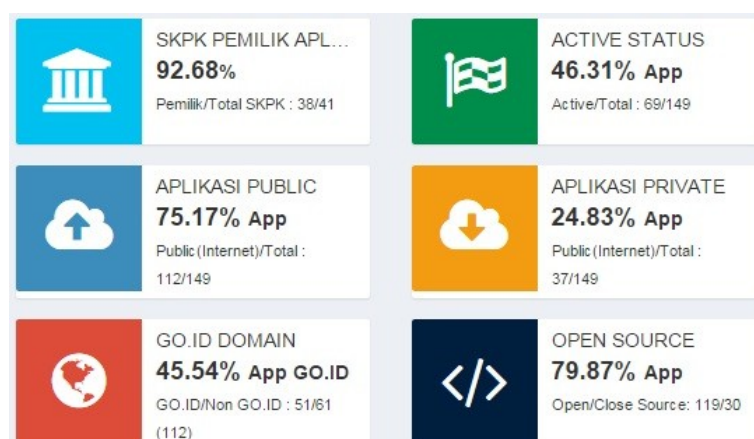 SKPK PEMILIK APL...
92.68%
Pemilik/Total SKPK : 38/41
ACTIVE STATUS
46.31% App
Active/Total : 69/149
APLIKASI PUBLIC
75.17% App
Public(Internet)/Total :
112/149
APLIKASI PRIVATE
24.83% App
Public(Internet)/Total :
37/149
GO.ID DOMAIN
45.54% App GO.ID
GO.ID/Non GO.ID : 51/61
(112)
</>
OPEN SOURCE
79.87% App
Open/Close Source: 119/30